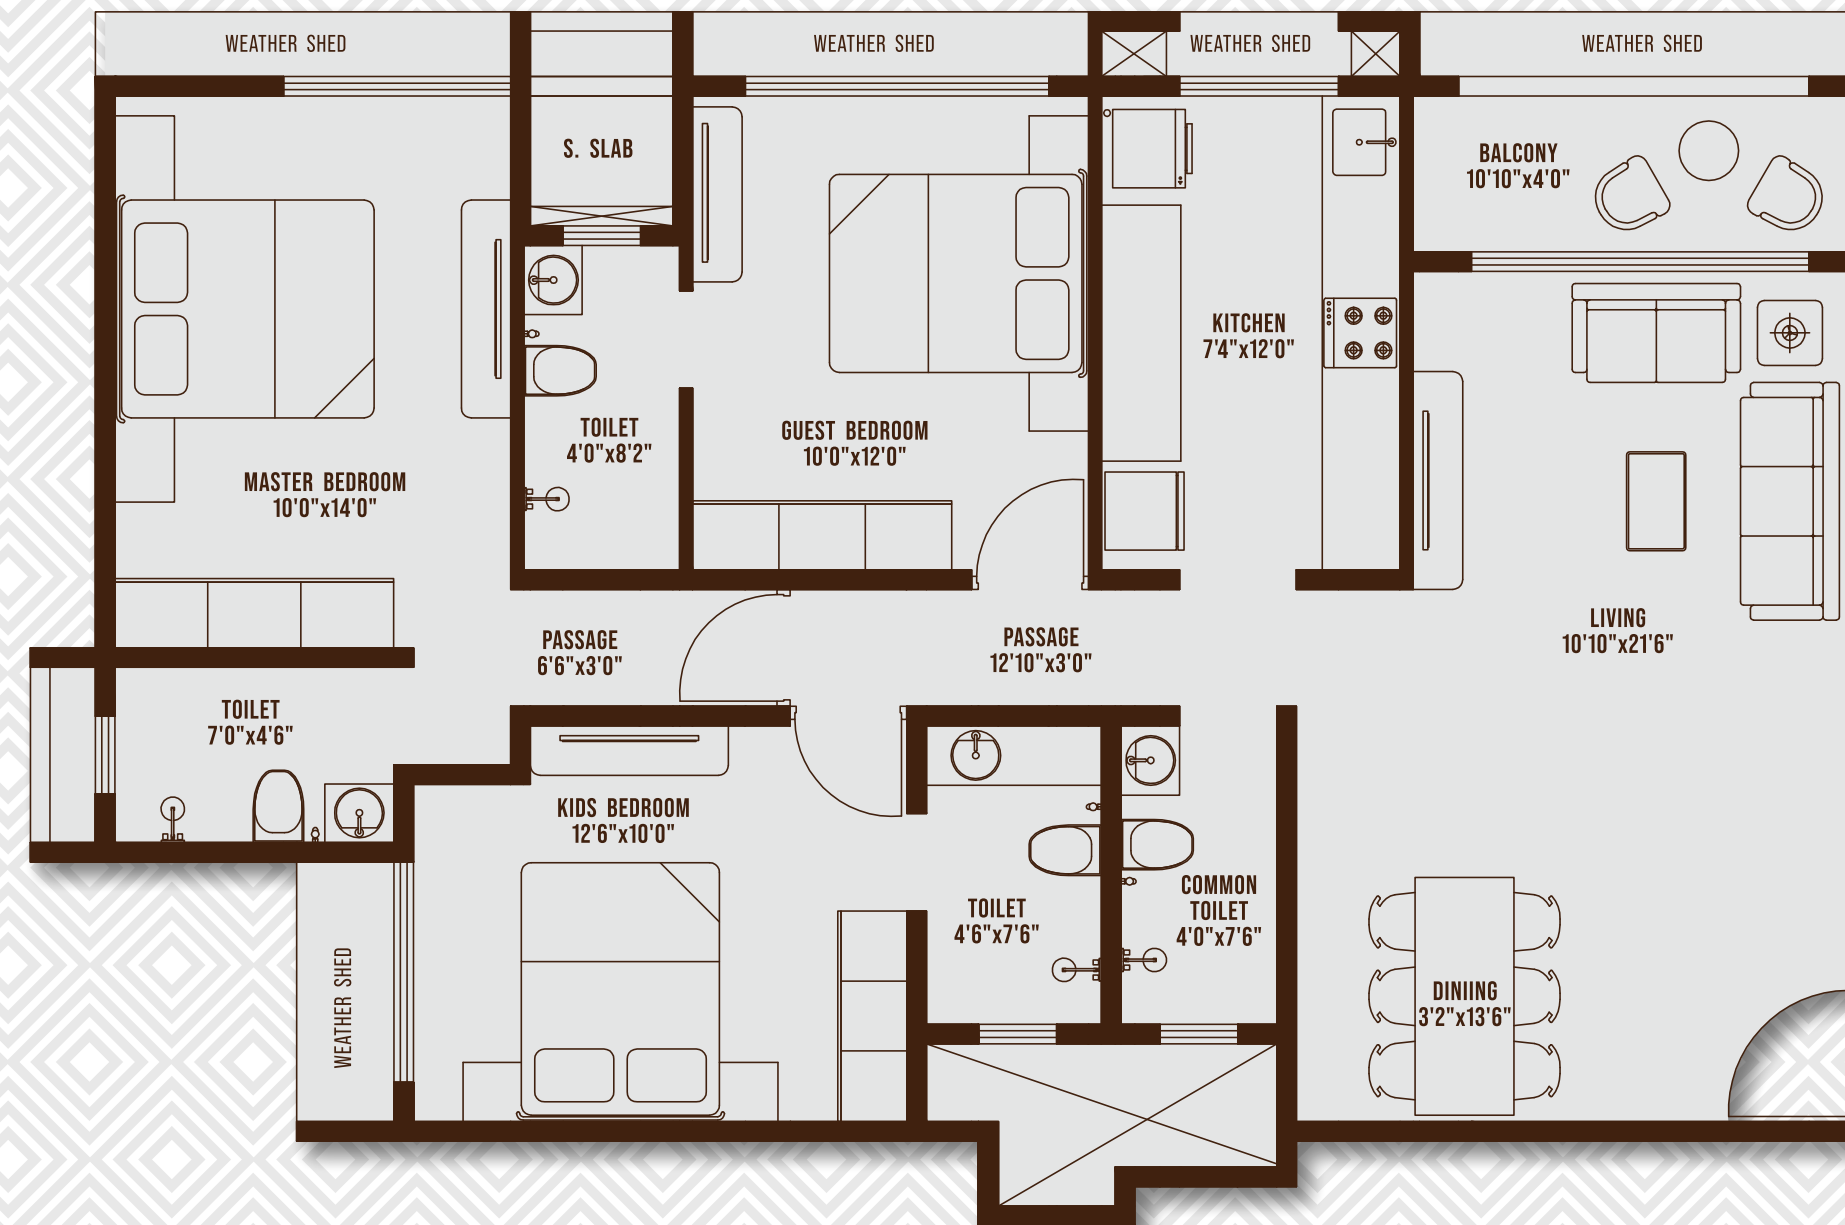 WEATHER SHED
WEATHER SHED
WEATHER SHED
WEATHER SHED
S. SLAB
BALCONY
10'10"x4'0"
KITCHEN
7'4"x12'0"
TOILET
4'0"x8'2"
GUEST BEDROOM
10'0"x12'0"
MASTER BEDROOM
10'0"x14'0"
LIVING
10'10"x21'6"
PASSAGE
6'6"x3'0"
PASSAGE
12'10"x3'0"
TOILET
7'0"x4'6"
KIDS BEDROOM
12'6"x10'0"
TOILET
4'6"x7'6"
COMMON
TOILET
4'0"x7'6"
WEATHER SHED
DINIING
3'2"x13'6"